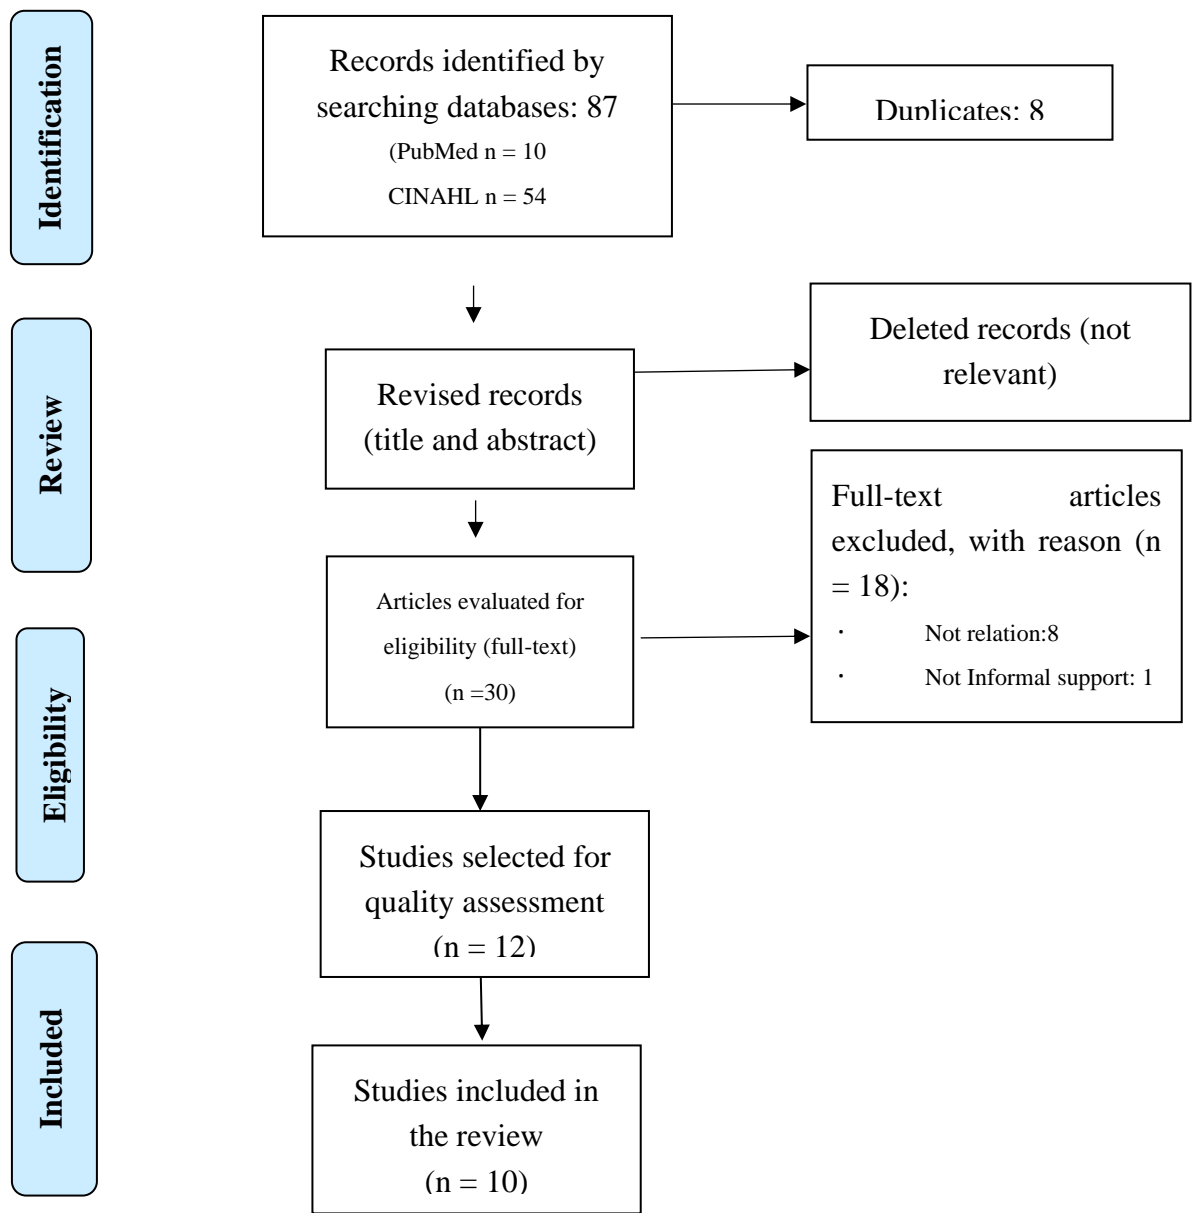 Identification
Records identified by
searching databases: 87
(PubMed n = 10
CINAHL n = 54
Duplicates: 8
Review
Revised records
(title and abstract)
Deleted records (not
relevant)
Eligibility
Articles evaluated for
eligibility (full-text)
(n =30)
Full-text articles
excluded, with reason (n
= 18):
· Not relation:8
· Not Informal support: 1
Studies selected for
quality assessment
(n = 12)
Included
Studies included in
the review
(n = 10)